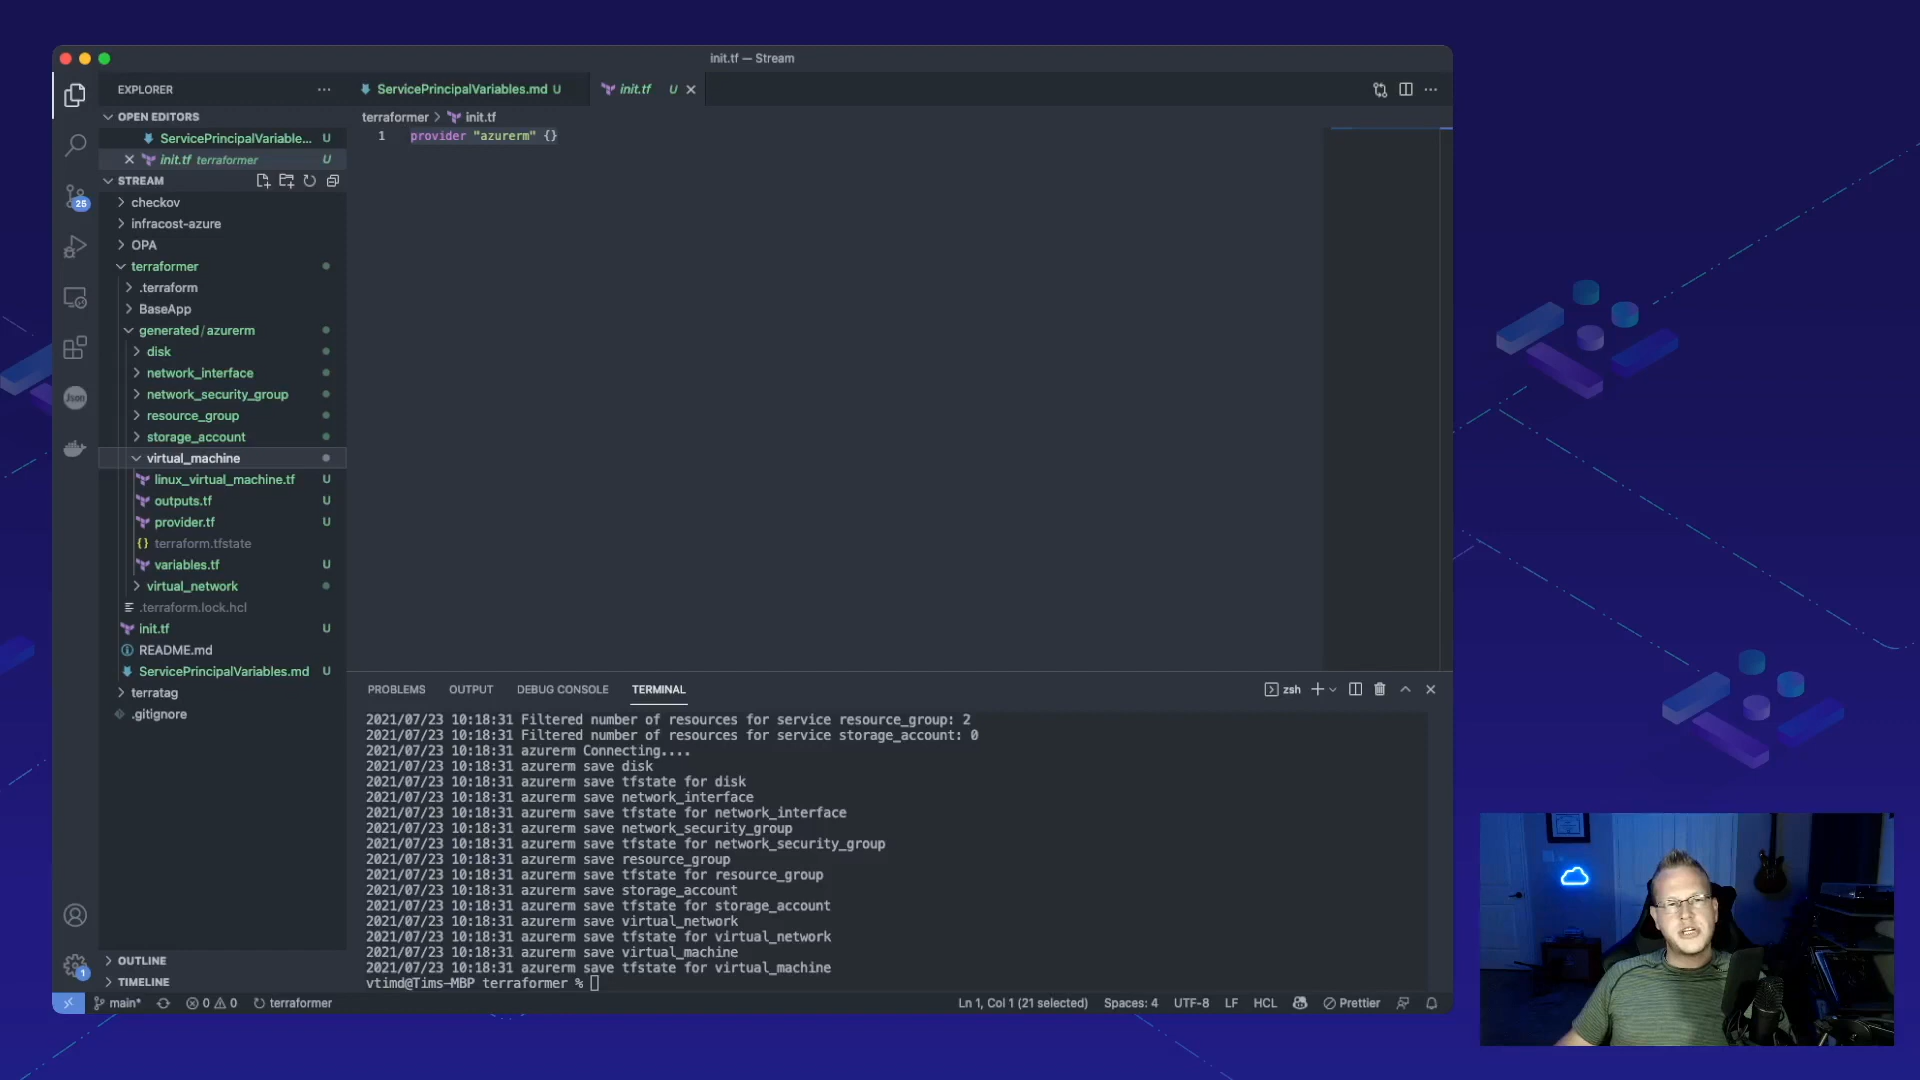 init.tf — Stream
EXPLORER
ServicePrincipalVariables.md U
init.tf U
OPEN EDITORS
terraformer > init.tf
ServicePrincipalVariable... U
1 provider "azurerm" {}
init.tf terraformer U
STREAM
25
checkov
infracost-azure
OPA
terraformer
.terraform
BaseApp
generated/azurerm
disk
network_interface
network_security_group
Json
resource_group
storage_account
virtual_machine
linux_virtual_machine.tf U
outputs.tf U
provider.tf U
{} terraform.tfstate
variables.tf U
virtual_network
.terraform.lock.hcl
init.tf U
README.md
ServicePrincipalVariables.md U
terratag
.gitignore
PROBLEMS OUTPUT DEBUG CONSOLE TERMINAL zsh
2021/07/23 10:18:31 Filtered number of resources for service resource_group: 2
2021/07/23 10:18:31 Filtered number of resources for service storage_account: 0
2021/07/23 10:18:31 azurerm Connecting....
2021/07/23 10:18:31 azurerm save disk
2021/07/23 10:18:31 azurerm save tfstate for disk
2021/07/23 10:18:31 azurerm save network_interface
2021/07/23 10:18:31 azurerm save tfstate for network_interface
2021/07/23 10:18:31 azurerm save network_security_group
2021/07/23 10:18:31 azurerm save tfstate for network_security_group
2021/07/23 10:18:31 azurerm save resource_group
2021/07/23 10:18:31 azurerm save tfstate for resource_group
2021/07/23 10:18:31 azurerm save storage_account
2021/07/23 10:18:31 azurerm save tfstate for storage_account
2021/07/23 10:18:31 azurerm save virtual_network
2021/07/23 10:18:31 azurerm save tfstate for virtual_network
2021/07/23 10:18:31 azurerm save virtual_machine
2021/07/23 10:18:31 azurerm save tfstate for virtual_machine
vtimd@Tims-MBP terraformer %
OUTLINE
1
TIMELINE
main* 0 0 terraformer Ln 1, Col 1 (21 selected) Spaces: 4 UTF-8 LF HCL Prettier